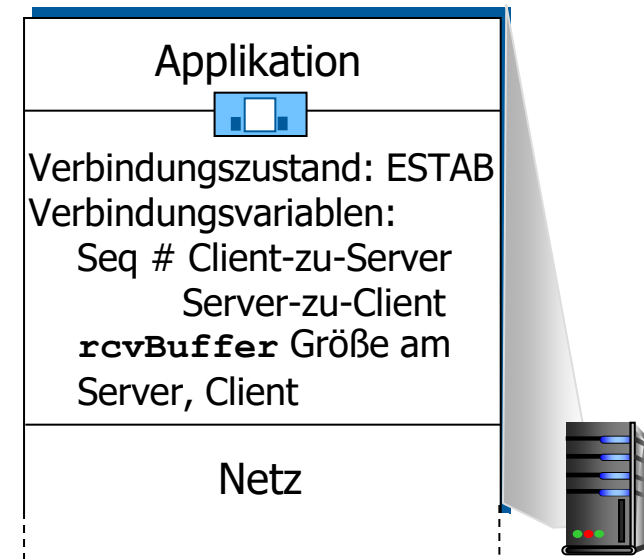 Applikation
Verbindungszustand: ESTAB
Verbindungsvariablen:
Seq # Client-zu-Server
Server-zu-Client
rcvBuffer Größe am
Server, Client
Netz